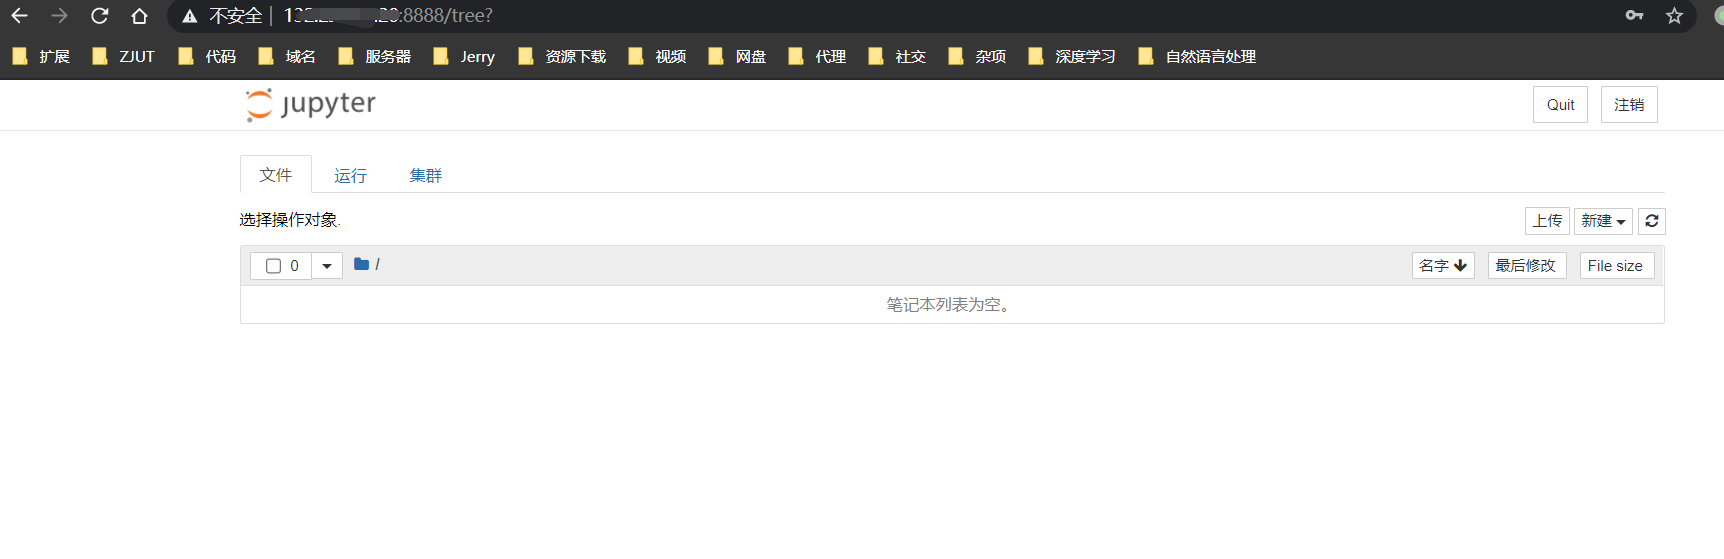 不安全 :8888/tree?
扩展 ZJUT 代码 域名 服务器 Jerry 资源下载 视频 网盘 代理 社交 杂项 深度学习 自然语言处理
jupyter Quit 注销
文件 运行 集群
选择操作对象. 上传 新建
0 / 名字 最后修改 File size
笔记本列表为空。